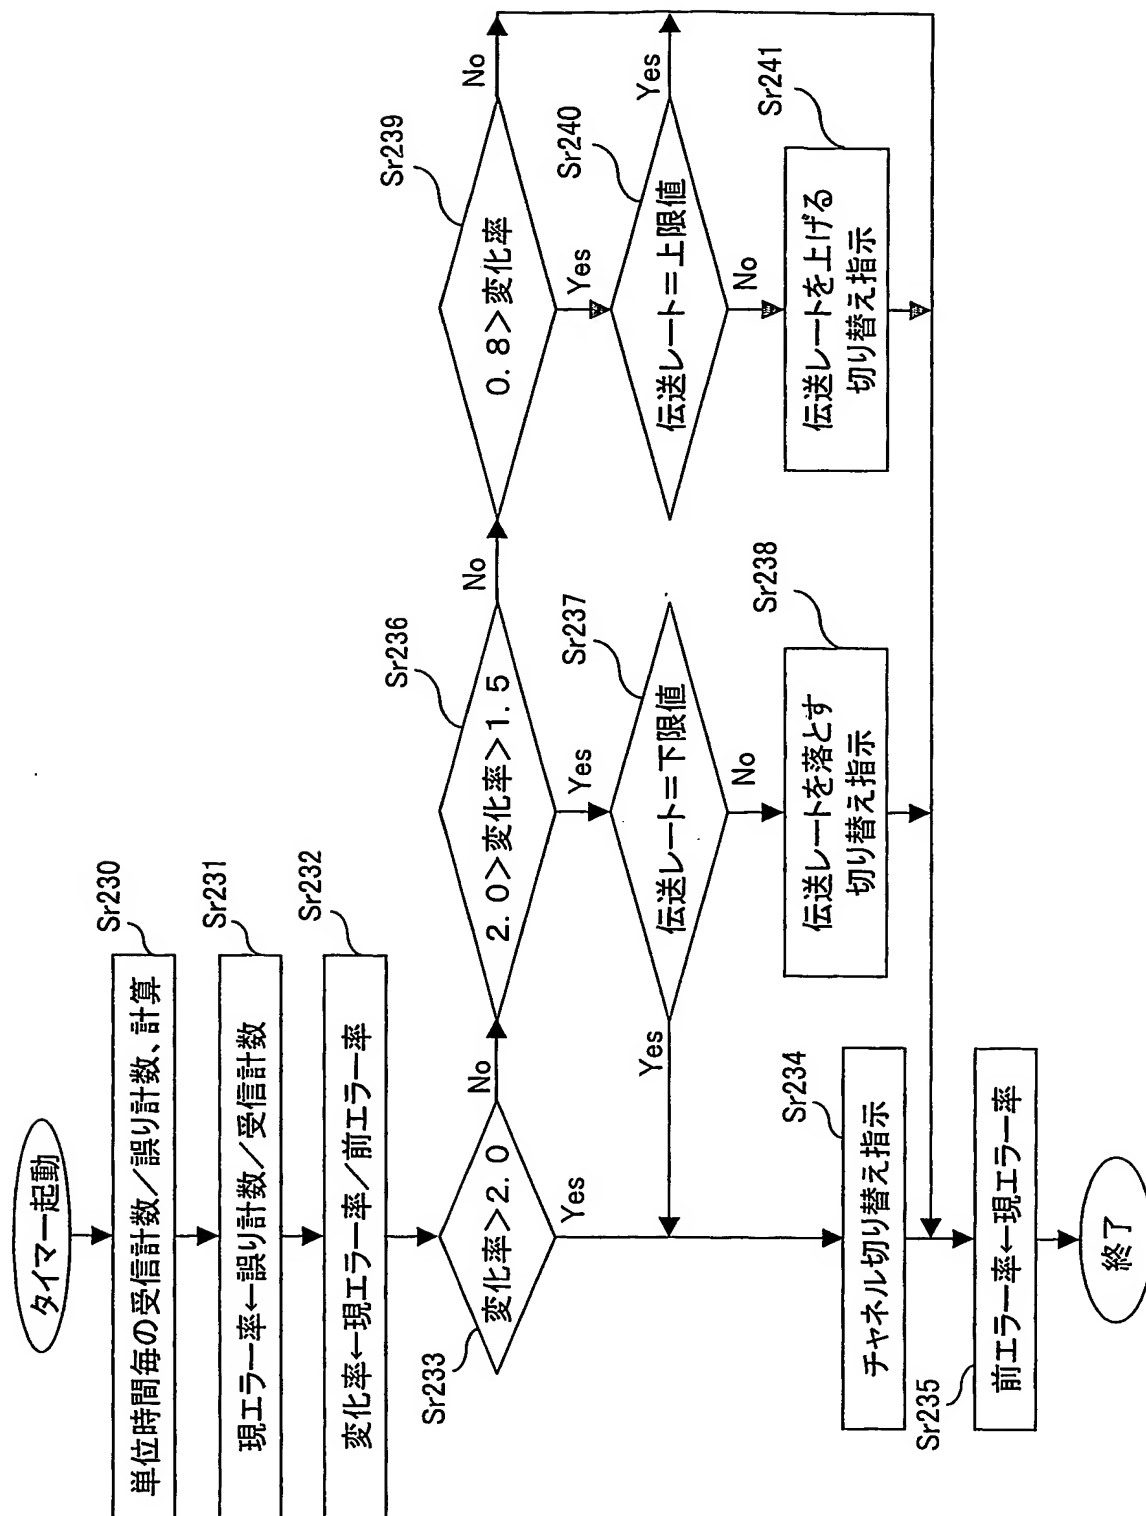 タイマー起動
Sr230
単位時間毎の受信計数／誤り計数、計算
Sr231
現エラー率←誤り計数／受信計数
Sr232
変化率←現エラー率／前エラー率
Sr233
変化率＞2．0
No
Yes
Sr236
2．0＞変化率＞1．5
No
Yes
Sr239
0．8＞変化率
No
Yes
Sr237
伝送レート＝下限値
Yes
No
Sr240
伝送レート＝上限値
Yes
No
Sr238
伝送レートを落とす
切り替え指示
Sr241
伝送レートを上げる
切り替え指示
Sr234
チャネル切り替え指示
Sr235
前エラー率←現エラー率
終了